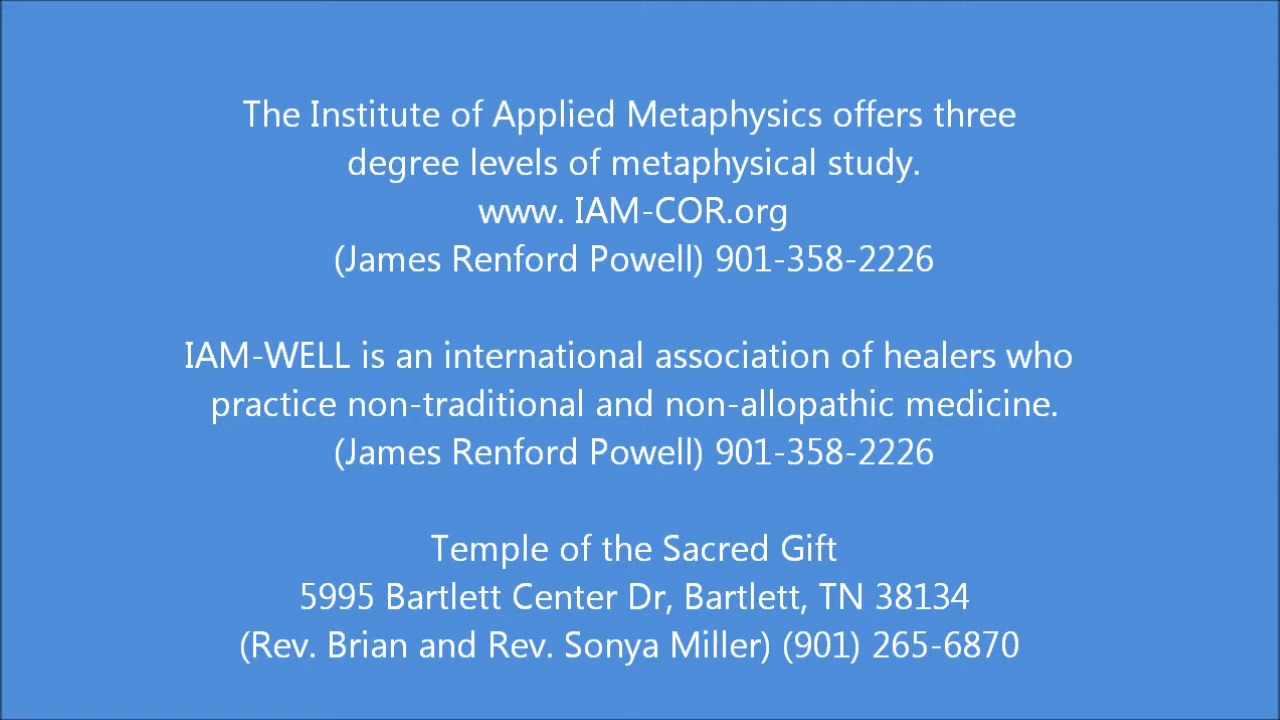 The Institute of Applied Metaphysics offers three
degree levels of metaphysical study.
www. IAM-COR.org
(James Renford Powell) 901-358-2226
IAM-WELL is an international association of healers who
practice non-traditional and non-allopathic medicine.
(James Renford Powell) 901-358-2226
Temple of the Sacred Gift
5995 Bartlett Center Dr, Bartlett, TN 38134
(Rev. Brian and Rev. Sonya Miller) (901) 265-6870